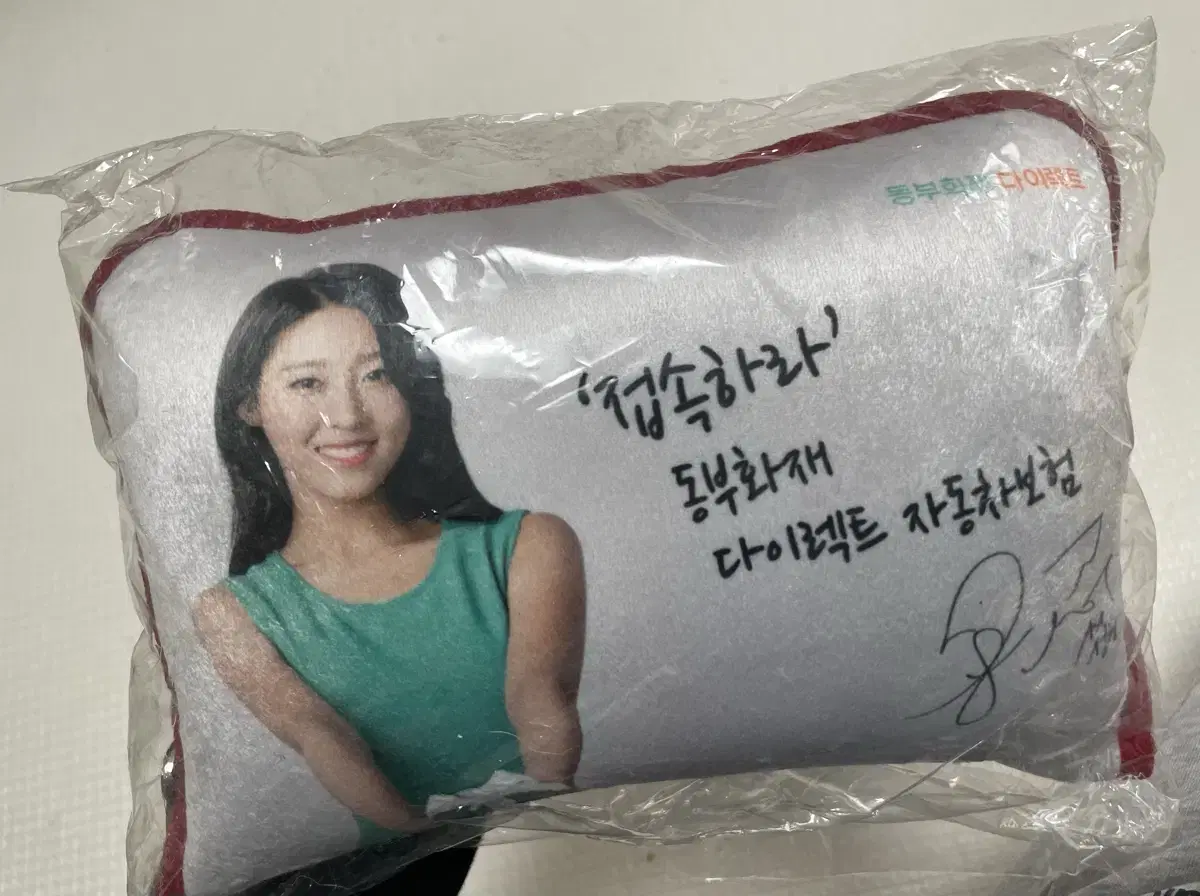 동부화재 다이렉트
'접속하라'
동부화재
다이렉트 자동차보험